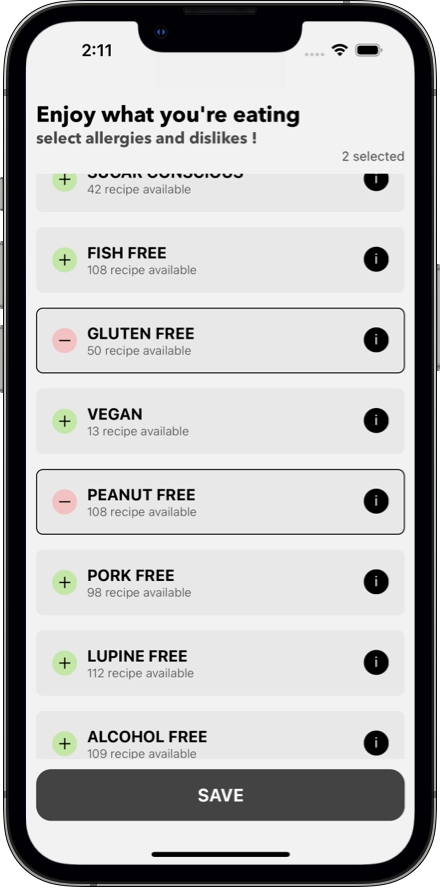 2:11
Enjoy what you're eating
select allergies and dislikes !
2 selected
SUGAR CONSCIOUS
42 recipe available
i
FISH FREE
108 recipe available
i
GLUTEN FREE
50 recipe available
i
VEGAN
13 recipe available
i
PEANUT FREE
108 recipe available
i
PORK FREE
98 recipe available
i
LUPINE FREE
112 recipe available
i
ALCOHOL FREE
109 recipe available
i
SAVE